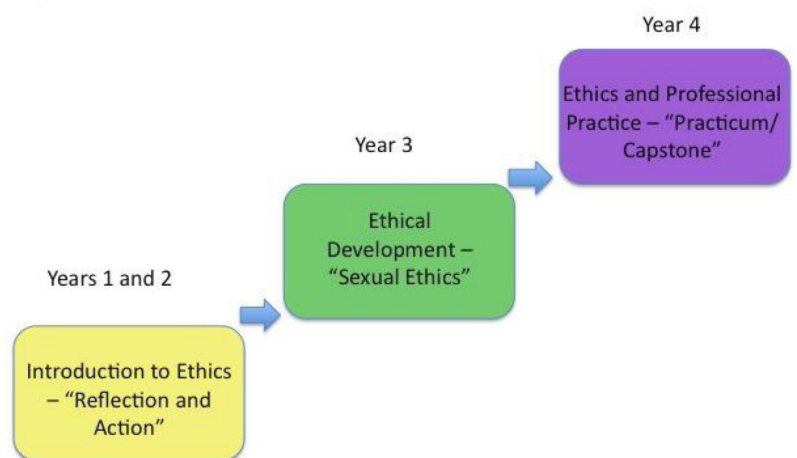 Year 4
Ethics and Professional
Practice – “Practicum/
Capstone”
Year 3
Ethical
Development –
“Sexual Ethics”
Years 1 and 2
Introduction to Ethics
– “Reflection and
Action”